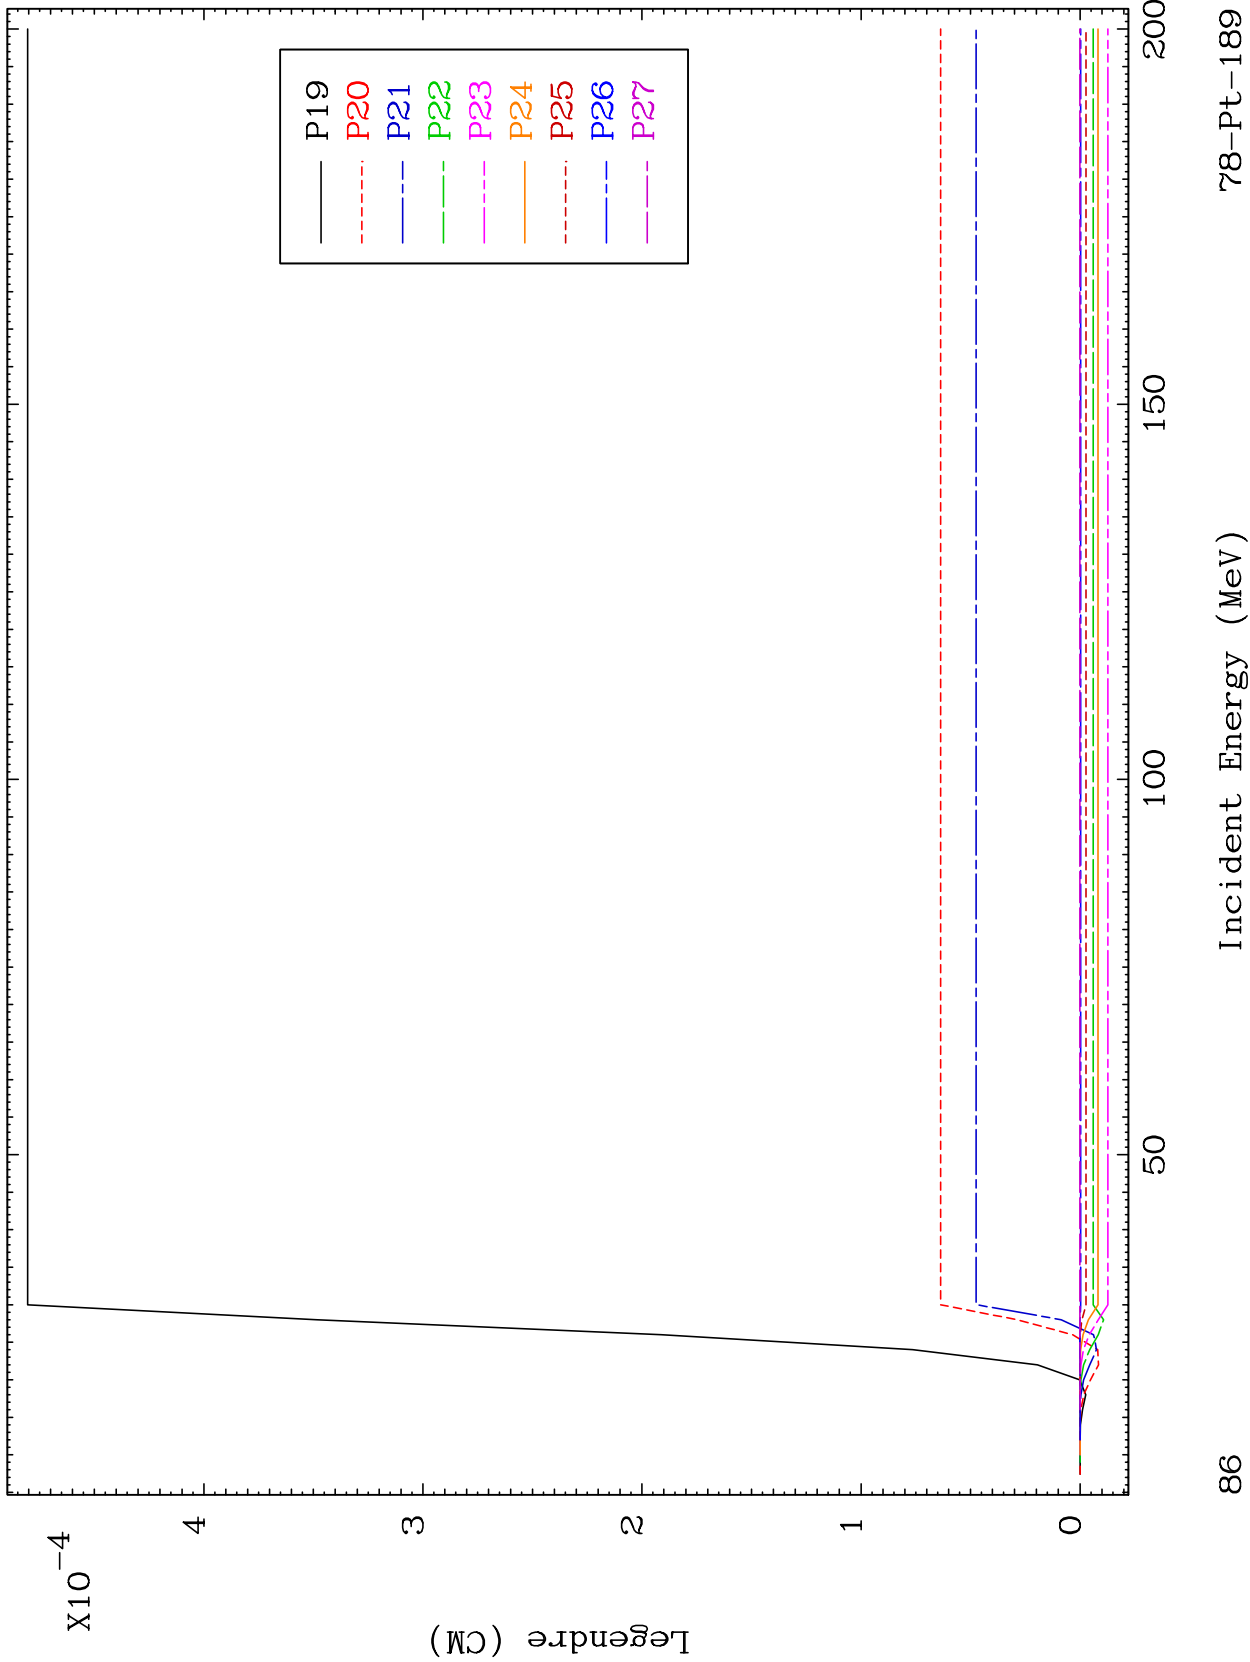 X10-4
4
3
2
1
0
Legendre (CM)
P19
P20
P21
P22
P23
P24
P25
P26
P27
50
100
150
200
Incident Energy (MeV)
86
78-Pt-189